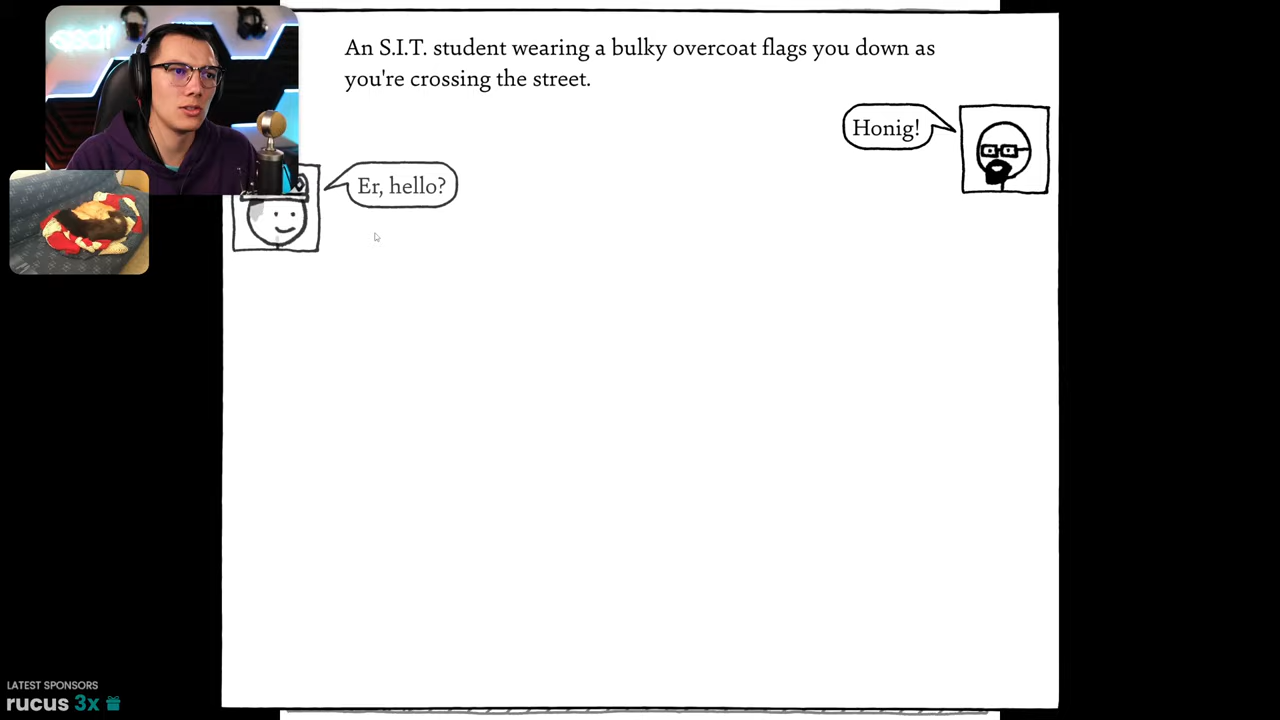 An S.I.T. student wearing a bulky overcoat flags you down as
you're crossing the street.
Honig!
Er, hello?
LATEST SPONSORS
rucus 3x